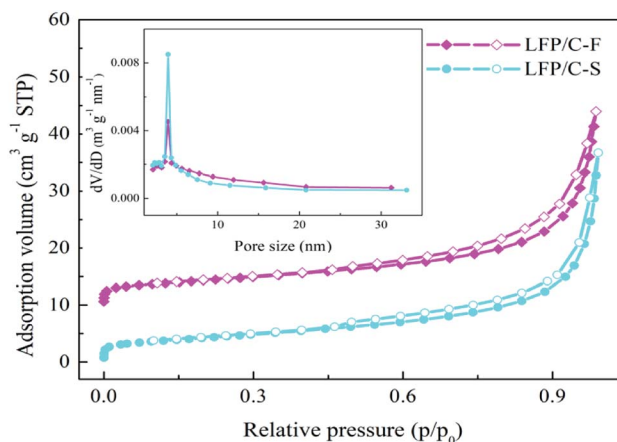 60
50
40
30
20
10
0
Adsorption volume (cm³ g⁻¹ STP)
0.0
0.3
0.6
0.9
Relative pressure (p/p₀)
LFP/C-F
LFP/C-S
0.008
0.004
0.000
dV/dD (m³ g⁻¹ nm⁻¹)
10
20
30
Pore size (nm)